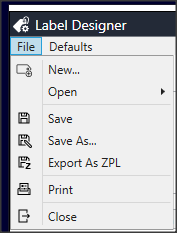 Label Designer
File Defaults
New...
Open
Save
Save As...
Export As ZPL
Print
Close